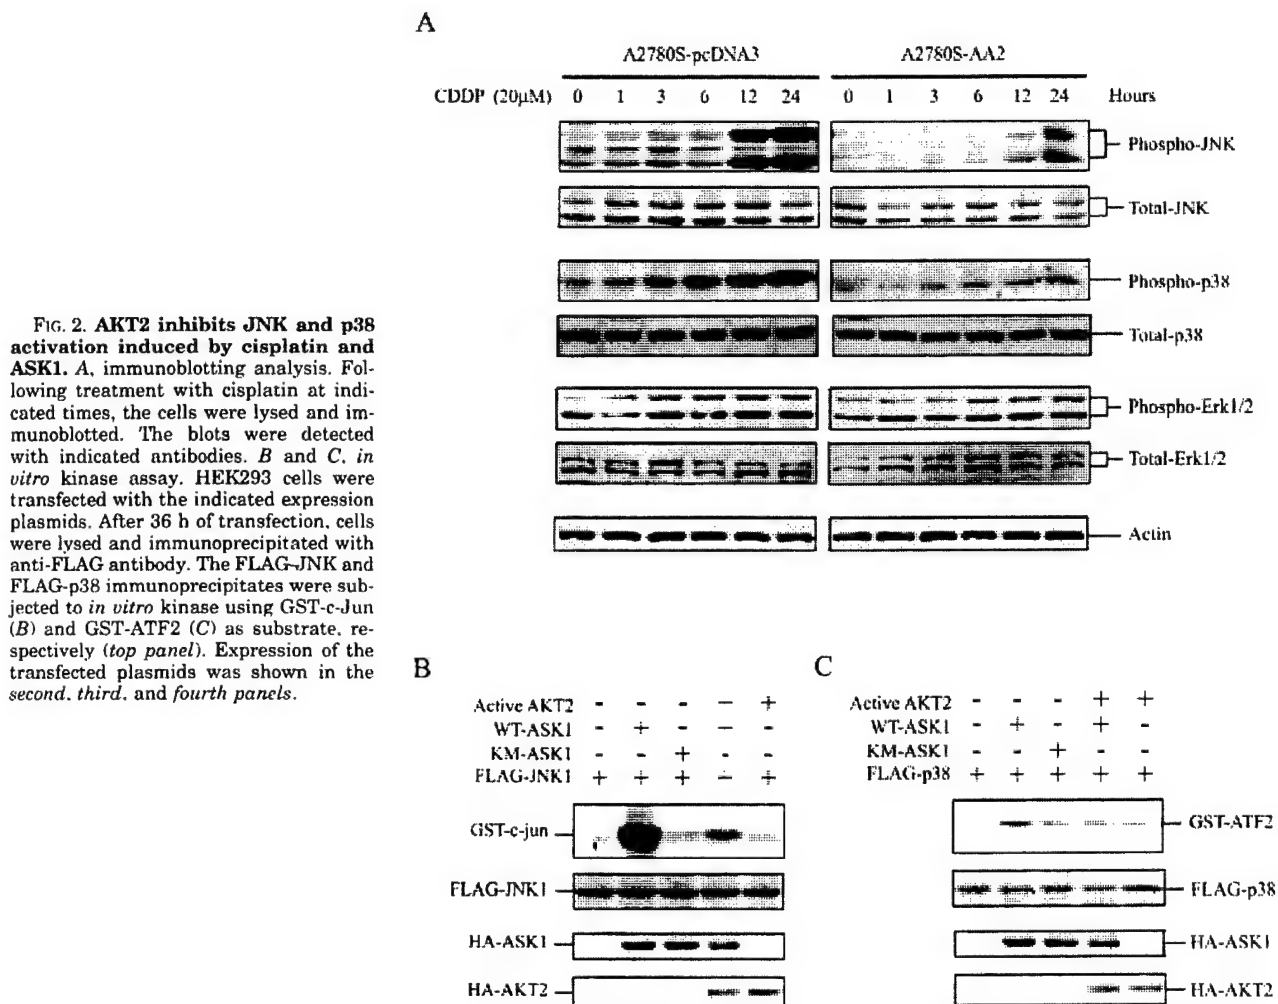 A
A2780S-pcDNA3
A2780S-AA2
CDDP (20µM) 0 1 3 6 12 24 0 1 3 6 12 24 Hours
Phospho-JNK
Total-JNK
Phospho-p38
Total-p38
Phospho-Erk1/2
Total-Erk1/2
Actin
FIG. 2. AKT2 inhibits JNK and p38
activation induced by cisplatin and
ASK1. A, immunoblotting analysis. Fol-
lowing treatment with cisplatin at indi-
cated times, the cells were lysed and im-
munoblotted. The blots were detected
with indicated antibodies. B and C, in
vitro kinase assay. HEK293 cells were
transfected with the indicated expression
plasmids. After 36 h of transfection, cells
were lysed and immunoprecipitated with
anti-FLAG antibody. The FLAG-JNK and
FLAG-p38 immunoprecipitates were sub-
jected to in vitro kinase using GST-c-Jun
(B) and GST-ATF2 (C) as substrate, re-
spectively (top panel). Expression of the
transfected plasmids was shown in the
second, third, and fourth panels.
B
Active AKT2 - - - - +
WT-ASK1 - + - - -
KM-ASK1 - - + - -
FLAG-JNK1 + + + - +
GST-c-jun
FLAG-JNK1
HA-ASK1
HA-AKT2
C
Active AKT2 - - - + +
WT-ASK1 - + - + -
KM-ASK1 - - + - -
FLAG-p38 + + + + +
GST-ATF2
FLAG-p38
HA-ASK1
HA-AKT2